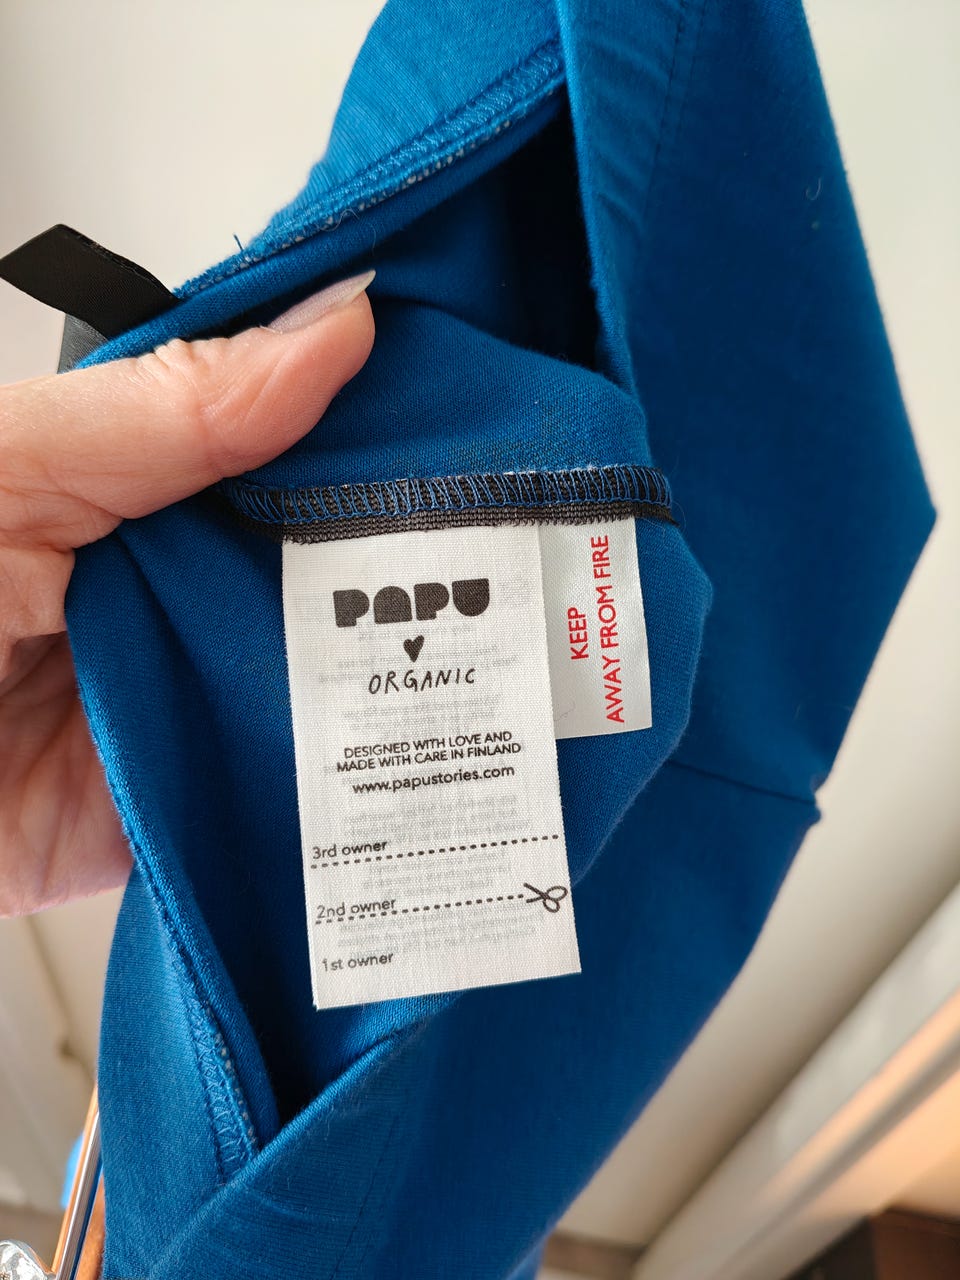 PAPU
ORGANIC
DESIGNED WITH LOVE AND
MADE WITH CARE IN FINLAND
www.papustories.com
3rd owner
2nd owner
1st owner
KEEP
AWAY FROM FIRE